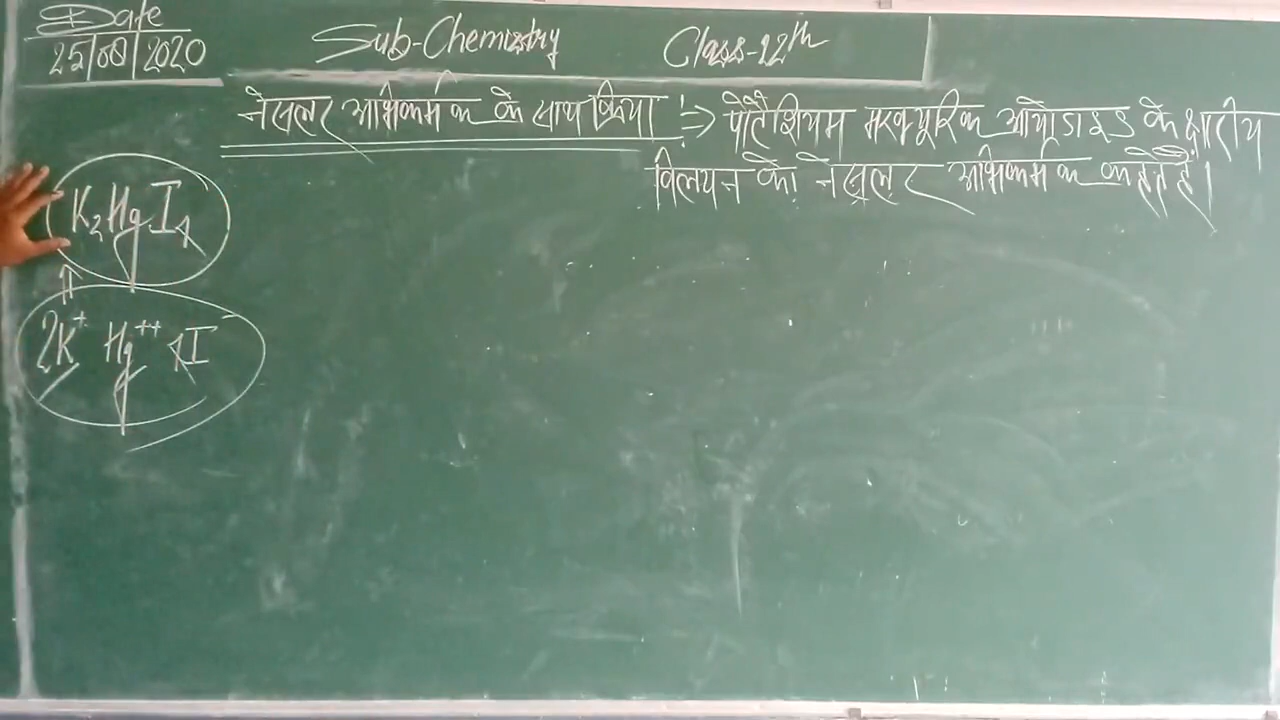 Date
25/08/2020
Sub-Chemistry Class-12th
नेसलर अभिकर्मक के साथ क्रिया :⇒ पोटैशियम मरक्यूरिक आयोडाइड के क्षारीय
विलयन को नेसलर अभिकर्मक कहते हैं।
K₂HgI₄
⇑
2K⁺ Hg⁺⁺ 4I⁻